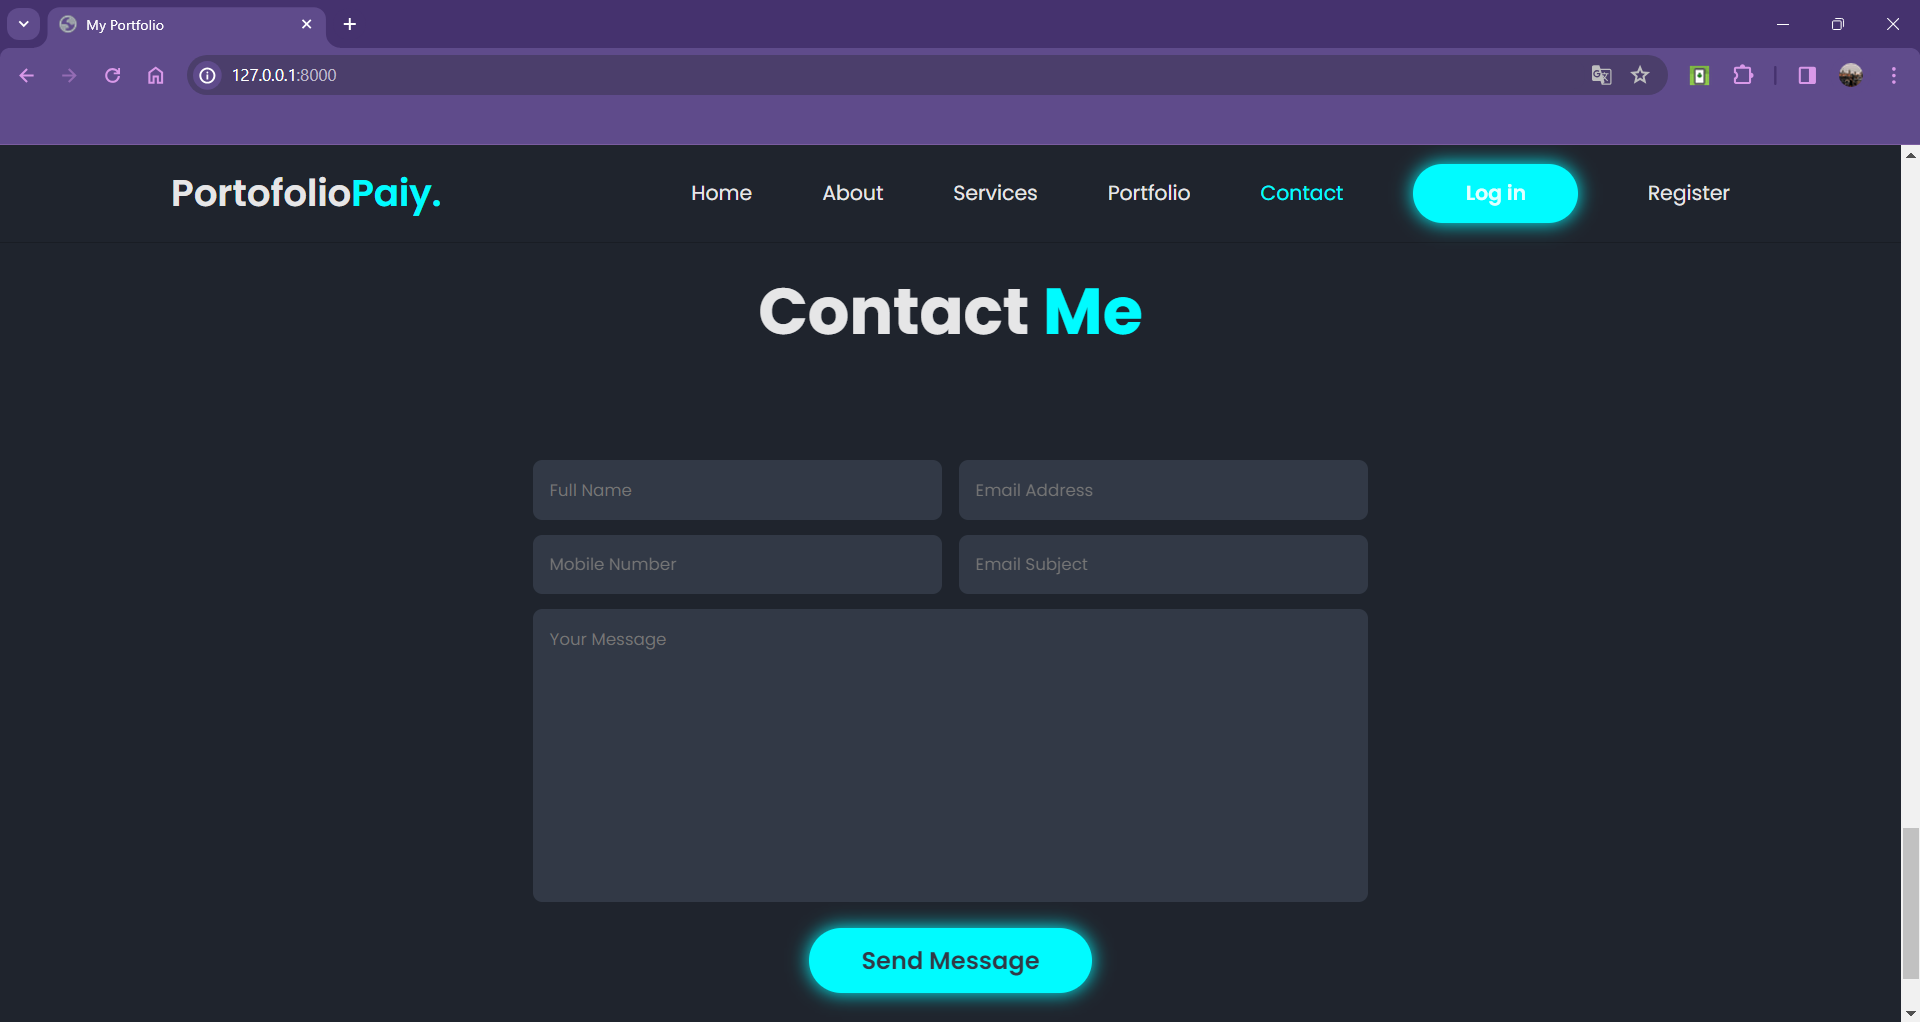 My Portfolio
127.0.0.1:8000
PortofolioPaiy.
Home
About
Services
Portfolio
Contact
Log in
Register
Contact Me
Full Name
Email Address
Mobile Number
Email Subject
Your Message
Send Message